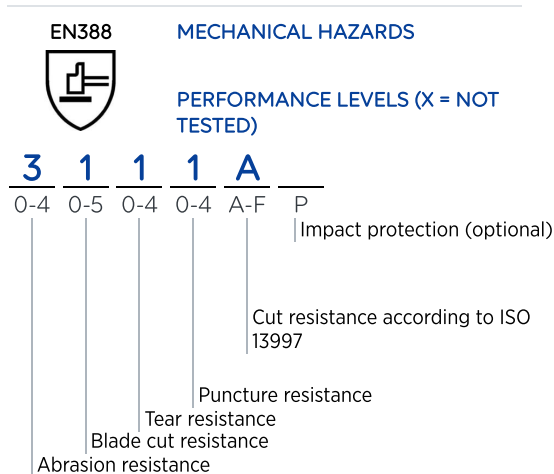 EN388
MECHANICAL HAZARDS
PERFORMANCE LEVELS (X = NOT
TESTED)
3 1 1 1 A
0-4 0-5 0-4 0-4 A-F P
Impact protection (optional)
Cut resistance according to ISO
13997
Puncture resistance
Tear resistance
Blade cut resistance
Abrasion resistance